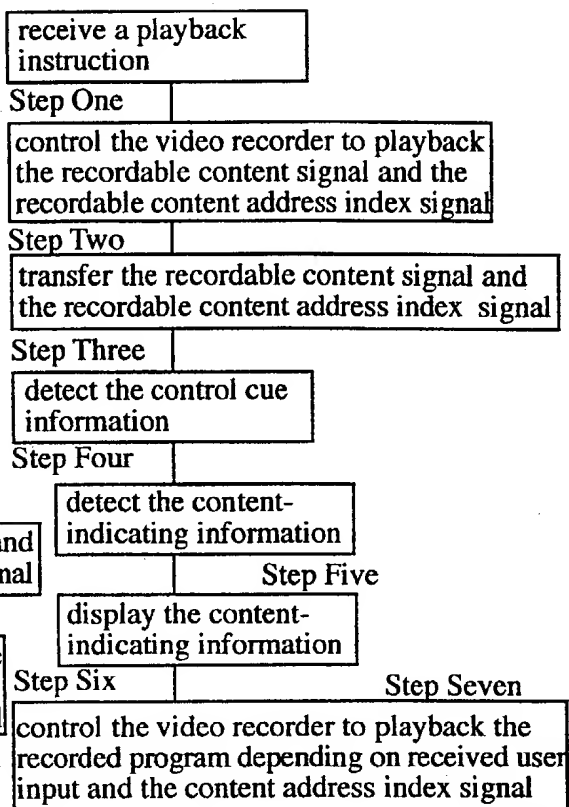 receive a playback
instruction
Step One
control the video recorder to playback
the recordable content signal and the
recordable content address index signal
Step Two
transfer the recordable content signal and
the recordable content address index signal
Step Three
detect the control cue
information
Step Four
detect the content-
indicating information
and
nal
Step Five
display the content-
indicating information
Step Six
Step Seven
control the video recorder to playback the
recorded program depending on received user
input and the content address index signal